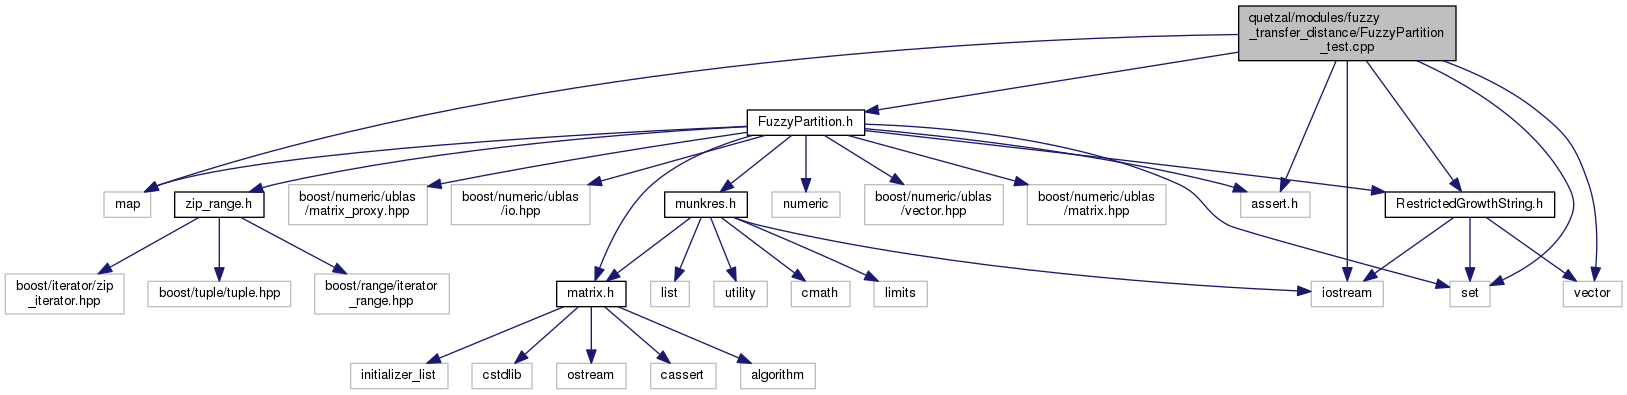 quetzal/modules/fuzzy
_transfer_distance/FuzzyPartition
_test.cpp
FuzzyPartition.h
map
zip_range.h
boost/numeric/ublas
/matrix_proxy.hpp
boost/numeric/ublas
/io.hpp
munkres.h
numeric
boost/numeric/ublas
/vector.hpp
boost/numeric/ublas
/matrix.hpp
assert.h
RestrictedGrowthString.h
boost/iterator/zip
_iterator.hpp
boost/tuple/tuple.hpp
boost/range/iterator
_range.hpp
matrix.h
list
utility
cmath
limits
iostream
set
vector
initializer_list
cstdlib
ostream
cassert
algorithm